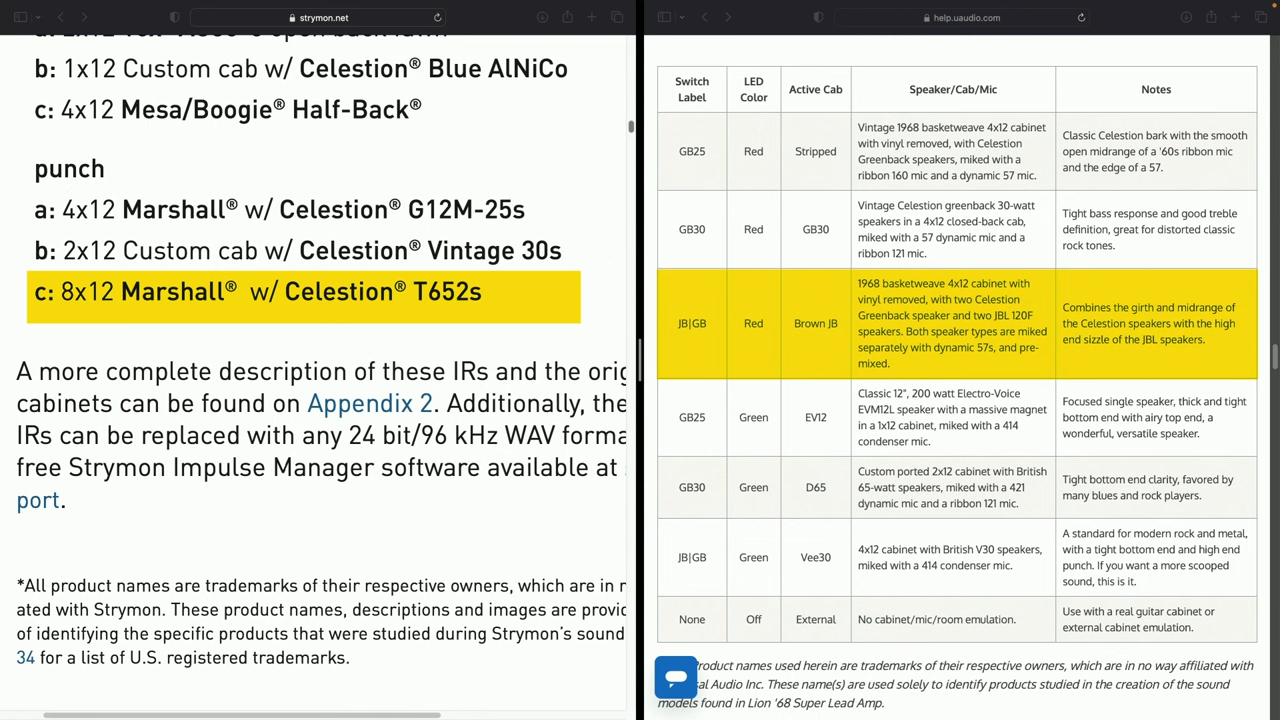 strymon.net
b: 1x12 Custom cab w/ Celestion® Blue AlNiCo
c: 4x12 Mesa/Boogie® Half-Back®
punch
a: 4x12 Marshall® w/ Celestion® G12M-25s
b: 2x12 Custom cab w/ Celestion® Vintage 30s
c: 8x12 Marshall® w/ Celestion® T652s
A more complete description of these IRs and the orig
cabinets can be found on Appendix 2. Additionally, the
IRs can be replaced with any 24 bit/96 kHz WAV forma
free Strymon Impulse Manager software available at
port.
*All product names are trademarks of their respective owners, which are in
ated with Strymon. These product names, descriptions and images are provid
of identifying the specific products that were studied during Strymon's sound
34 for a list of U.S. registered trademarks.
help.uaudio.com
Switch
Label
LED
Color
Active Cab
Speaker/Cab/Mic
Notes
GB25
Red
Stripped
Vintage 1968 basketweave 4x12 cabinet
with vinyl removed, with Celestion
Greenback speakers, miked with a
ribbon 160 mic and a dynamic 57 mic.
Classic Celestion bark with the smooth
open midrange of a '60s ribbon mic
and the edge of a 57.
GB30
Red
GB30
Vintage Celestion greenback 30-watt
speakers in a 4x12 closed-back cab,
miked with a 57 dynamic mic and a
ribbon 121 mic.
Tight bass response and good treble
definition, great for distorted classic
rock tones.
JB|GB
Red
Brown JB
1968 basketweave 4x12 cabinet with
vinyl removed, with two Celestion
Greenback speaker and two JBL 120F
speakers. Both speaker types are miked
separately with dynamic 57s, and pre-
mixed.
Combines the girth and midrange of
the Celestion speakers with the high
end sizzle of the JBL speakers.
GB25
Green
EV12
Classic 12", 200 watt Electro-Voice
EVM12L speaker with a massive magnet
in a 1x12 cabinet, miked with a 414
condenser mic.
Focused single speaker, thick and tight
bottom end with airy top end, a
wonderful, versatile speaker.
GB30
Green
D65
Custom ported 2x12 cabinet with British
65-watt speakers, miked with a 421
dynamic mic and a ribbon 121 mic.
Tight bottom end clarity, favored by
many blues and rock players.
JB|GB
Green
Vee30
4x12 cabinet with British V30 speakers,
miked with a 414 condenser mic.
A standard for modern rock and metal,
with a tight bottom end and high end
punch. If you want a more scooped
sound, this is it.
None
Off
External
No cabinet/mic/room emulation.
Use with a real guitar cabinet or
external cabinet emulation.
Product names used herein are trademarks of their respective owners, which are in no way affiliated with
al Audio Inc. These name(s) are used solely to identify products studied in the creation of the sound
models found in Lion '68 Super Lead Amp.